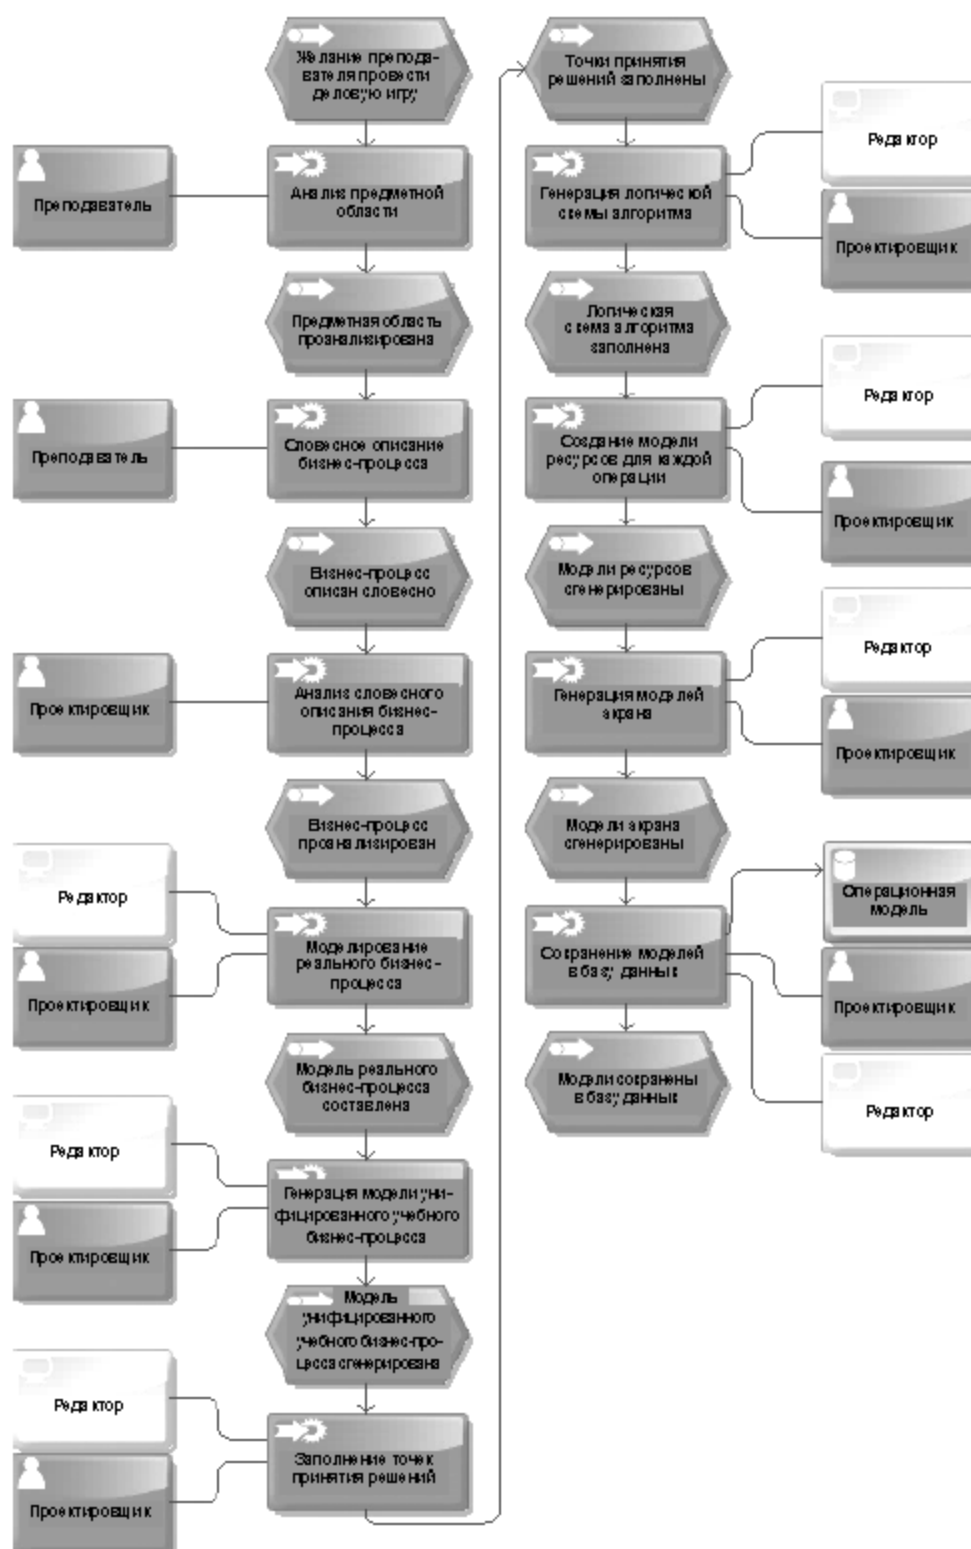 Желание препода-
вателя провести
деловую игру
Преподаватель
Анализ предметной
области
Предметная область
проанализирована
Преподаватель
Словесное описание
бизнес-процесса
Бизнес-процесс
описан словесно
Проектировщик
Анализ словесного
описания бизнес-
процесса
Бизнес-процесс
проанализирован
Редактор
Проектировщик
Моделирование
реального бизнес-
процесса
Модель реального
бизнес-процесса
составлена
Редактор
Проектировщик
Генерация модели уни-
фицированного учебного
бизнес-процесса
Модель
унифицированного
учебного бизнес-про-
цесса сгенерирована
Редактор
Проектировщик
Заполнение точек
принятия решений
Точки принятия
решений заполнены
Генерация логической
схемы алгоритма
Редактор
Проектировщик
Логическая
схема алгоритма
заполнена
Создание модели
ресурсов для каждой
операции
Редактор
Проектировщик
Модели ресурсов
сгенерированы
Генерация моделей
экрана
Редактор
Проектировщик
Модели экрана
сгенерированы
Сохранение моделей
в базу данных
Операционная
модель
Проектировщик
Редактор
Модели сохранены
в базу данных